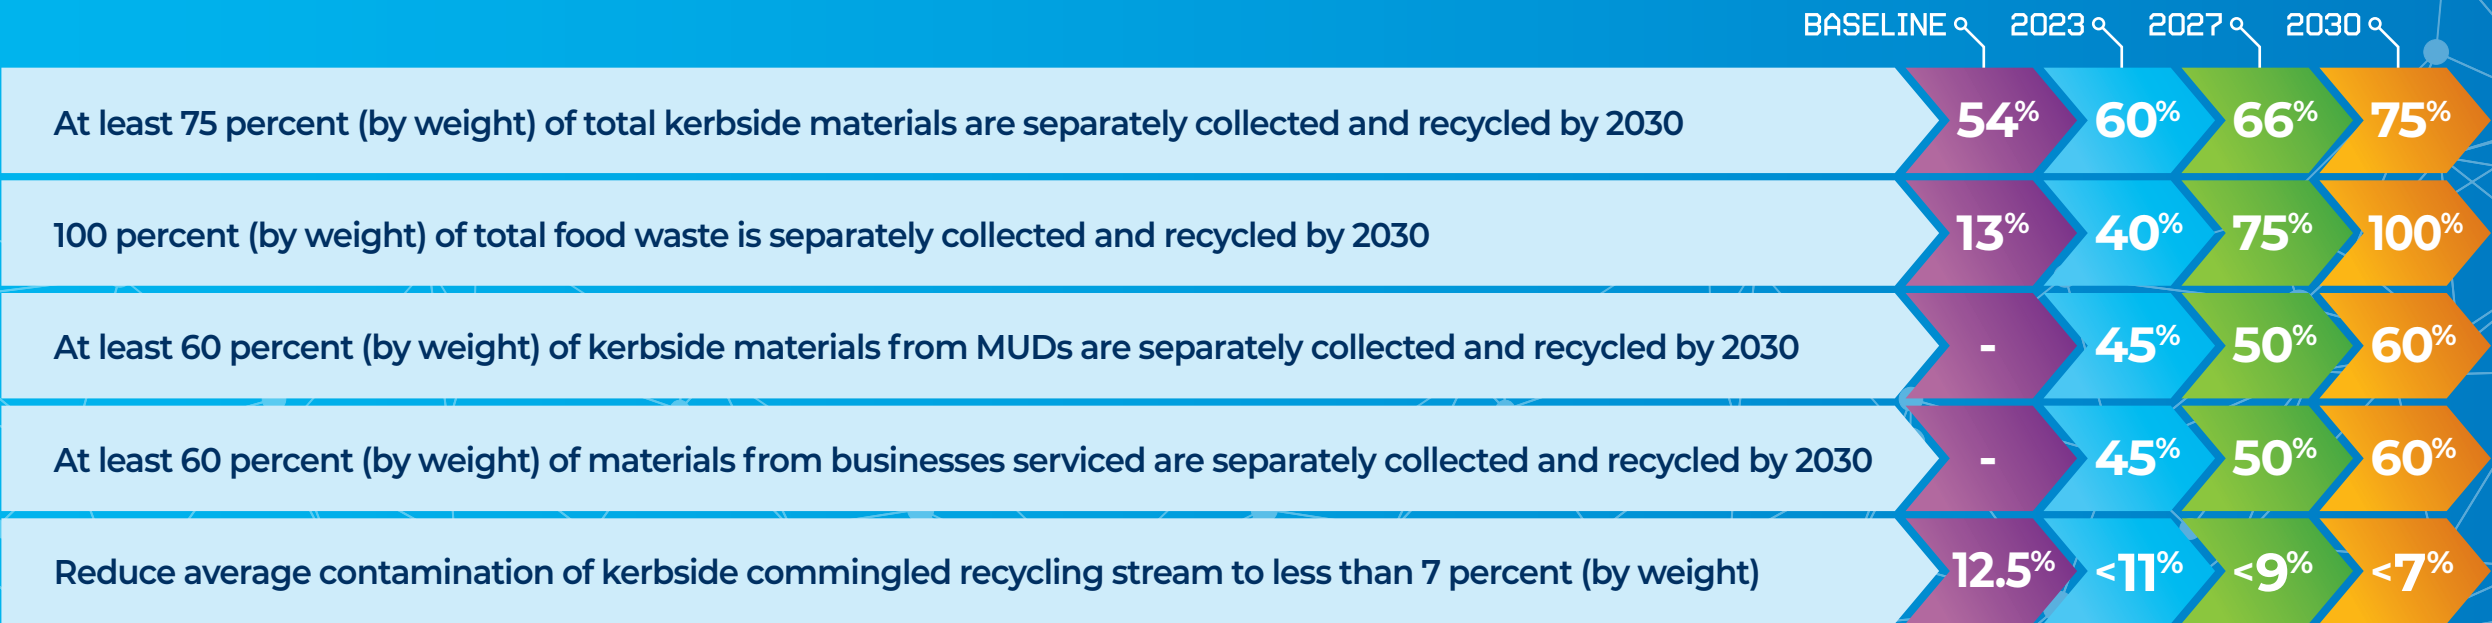 BASELINE 2023 2027 2030
At least 75 percent (by weight) of total kerbside materials are separately collected and recycled by 2030 54% 60% 66% 75%
100 percent (by weight) of total food waste is separately collected and recycled by 2030 13% 40% 75% 100%
At least 60 percent (by weight) of kerbside materials from MUDs are separately collected and recycled by 2030 - 45% 50% 60%
At least 60 percent (by weight) of materials from businesses serviced are separately collected and recycled by 2030 - 45% 50% 60%
Reduce average contamination of kerbside commingled recycling stream to less than 7 percent (by weight) 12.5% <11% <9% <7%